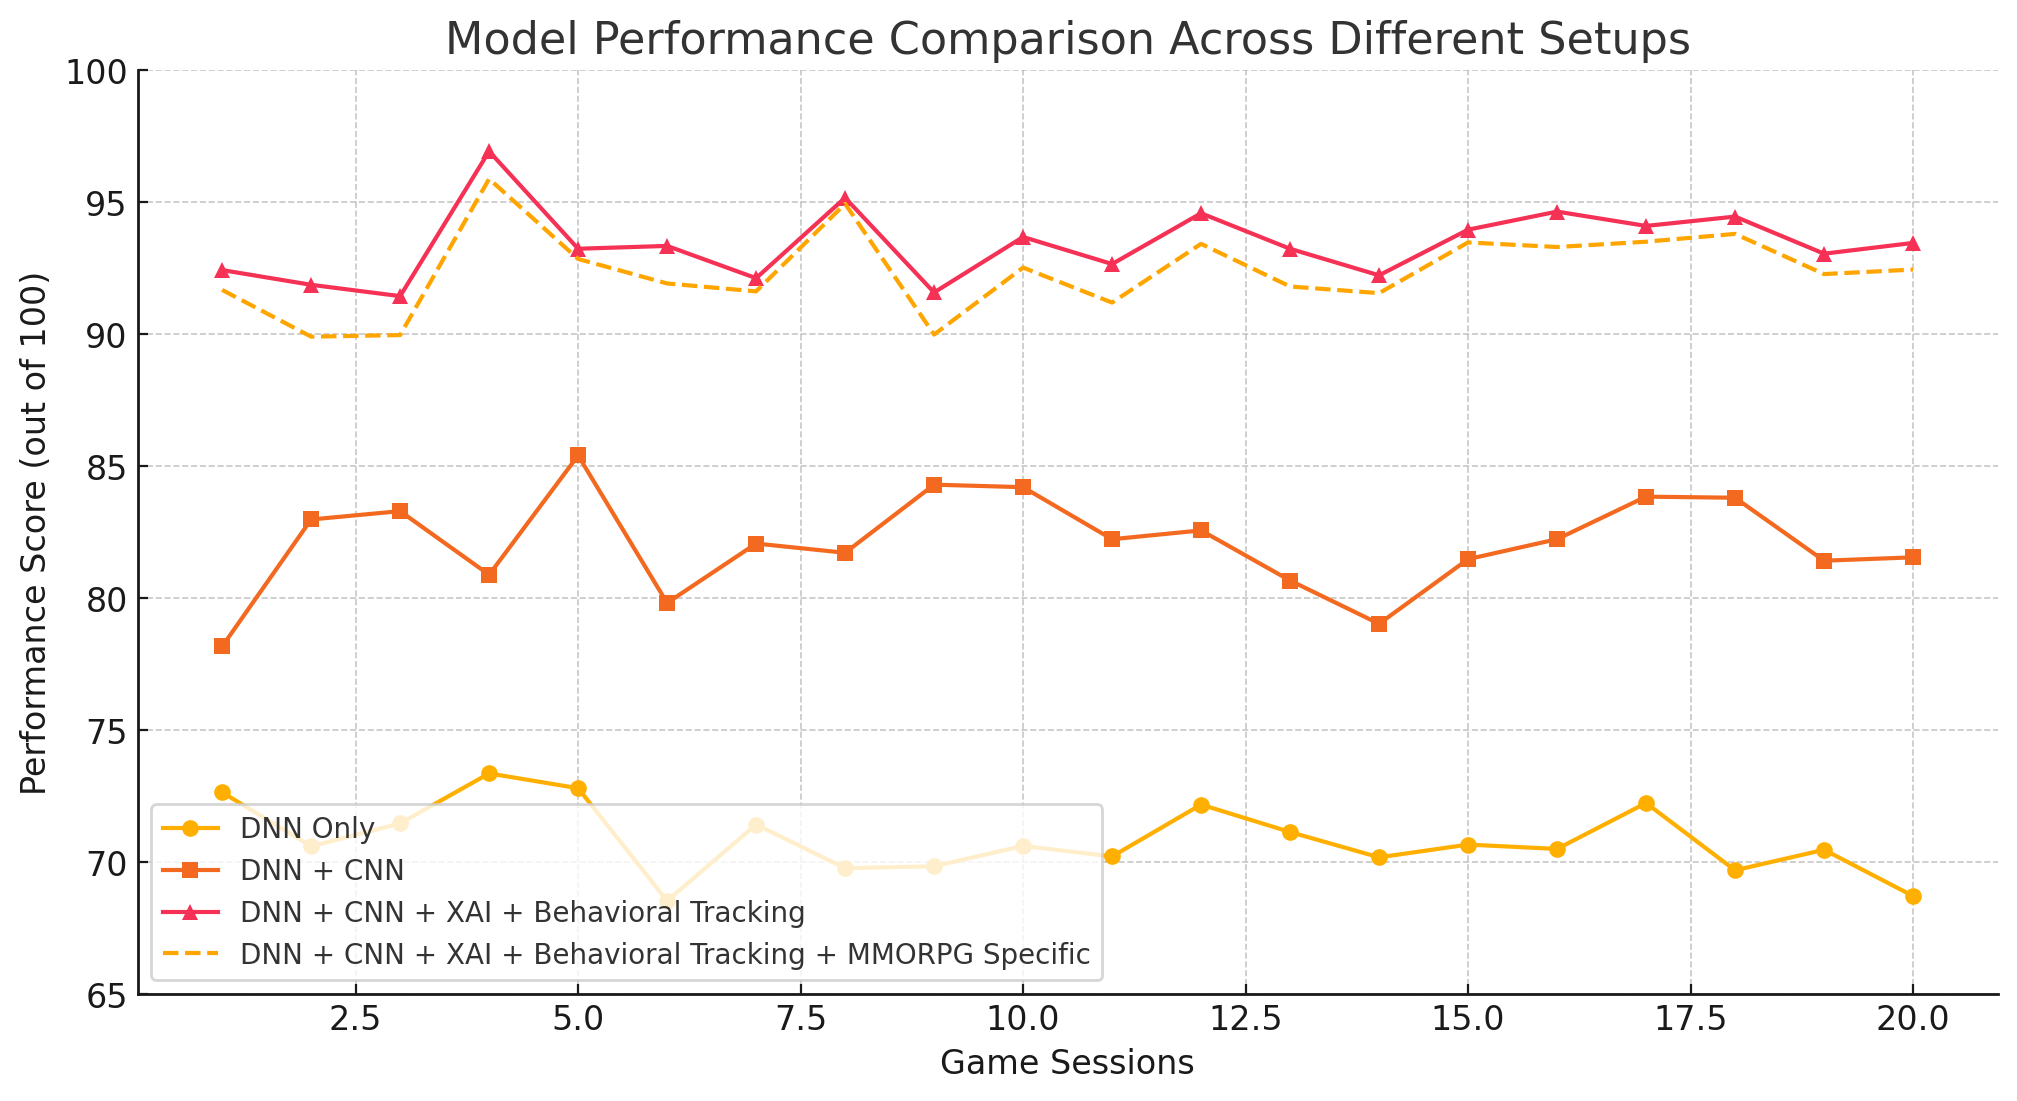 Model Performance Comparison Across Different Setups
100
95
90
85
80
75
70
65
Performance Score (out of 100)
DNN Only
DNN + CNN
DNN + CNN + XAI + Behavioral Tracking
DNN + CNN + XAI + Behavioral Tracking + MMORPG Specific
2.5 5.0 7.5 10.0 12.5 15.0 17.5 20.0
Game Sessions